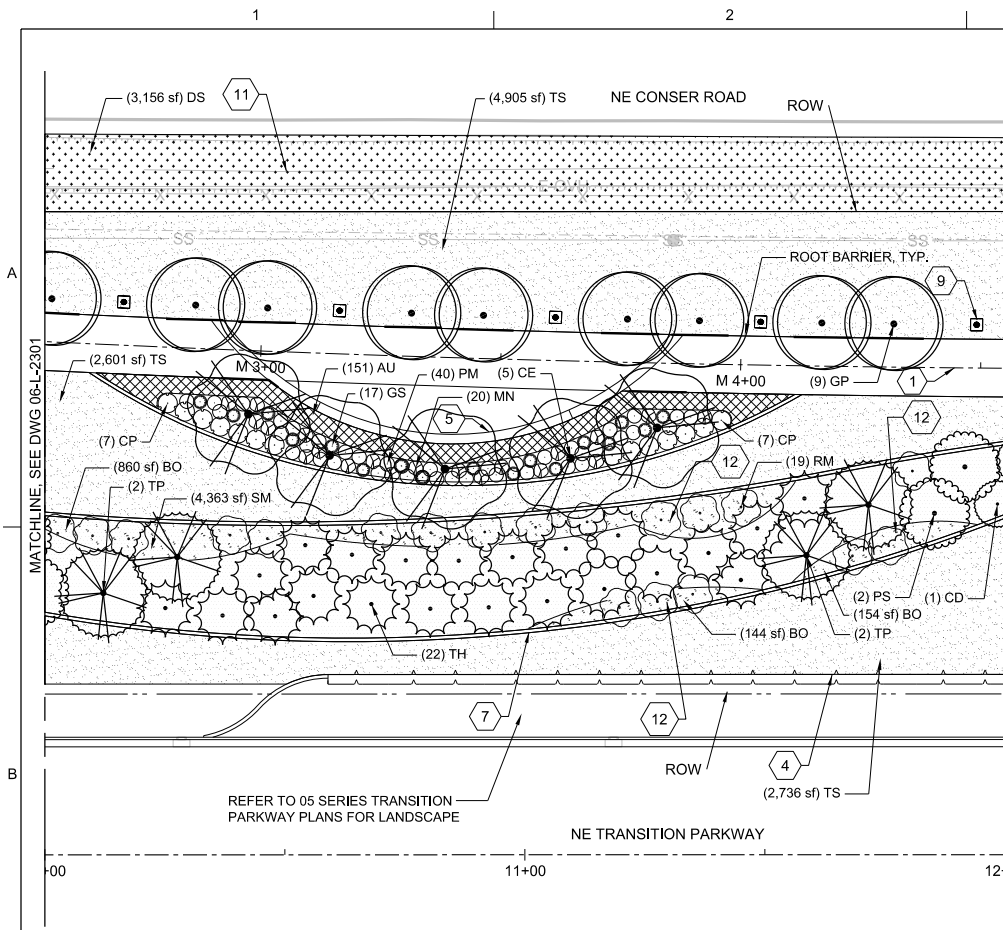 1
2
(3,156 sf) DS
11
(4,905 sf) TS
NE CONSER ROAD
ROW
SS
SS
SS
SS
A
ROOT BARRIER, TYP.
9
MATCHLINE, SEE DWG 06-L-2301
(2,601 sf) TS
M 3+00
(151) AU
(40) PM
(5) CE
M 4+00
(9) GP
1
(17) GS
(20) MN
5
12
(7) CP
(7) CP
12
(860 sf) BO
(19) RM
(2) TP
(4,363 sf) SM
(2) PS
(1) CD
(154 sf) BO
(144 sf) BO
(2) TP
(22) TH
7
12
4
ROW
B
(2,736 sf) TS
REFER TO 05 SERIES TRANSITION
PARKWAY PLANS FOR LANDSCAPE
NE TRANSITION PARKWAY
+00
11+00
12+